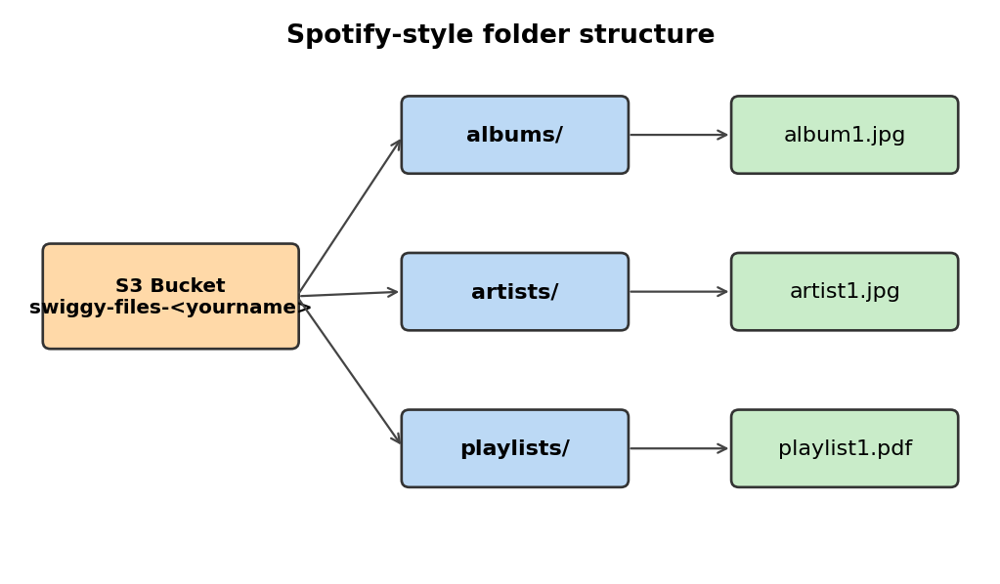 Spotify-style folder structure
albums/
album1.jpg
S3 Bucket
swiggy-files-<yourname>
artists/
artist1.jpg
playlists/
playlist1.pdf